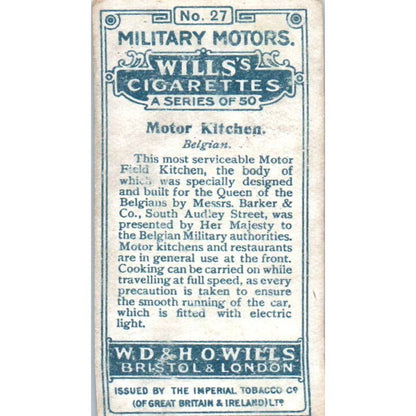 No. 27
MILITARY MOTORS.
WILLS's
CIGARETTES
A SERIES OF 50
Motor Kitchen.
Belgian.
This most serviceable Motor
Field Kitchen, the body of
which was specially designed
and built for the Queen of the
Belgians by Messrs. Barker &
Co., South Audley Street, was
presented by Her Majesty to
the Belgian Military authorities.
Motor kitchens and restaurants
are in general use at the front.
Cooking can be carried on while
travelling at full speed, as every
precaution is taken to ensure
the smooth running of the car,
which is fitted with electric
light.
W.D. & H.O. WILLS.
BRISTOL & LONDON
ISSUED BY THE IMPERIAL TOBACCO Co
(OF GREAT BRITAIN & IRELAND) LTD